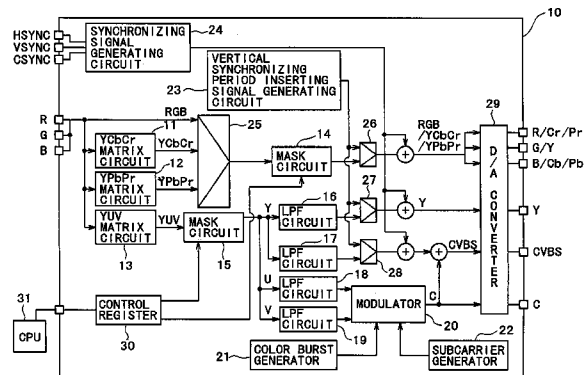 10
24
SYNCHRONIZING
SIGNAL
GENERATING
CIRCUIT
HSYNC
VSYNC
CSYNC
23
VERTICAL
SYNCHRONIZING
PERIOD INSERTING
SIGNAL GENERATING
CIRCUIT
29
R
G
B
RGB
25
14
26
RGB
/YCbCr
/YPbPr
R/Cr/Pr
G/Y
B/Cb/Pb
11
YCbCr
MATRIX
CIRCUIT
YCbCr
MASK
CIRCUIT
12
YPbPr
MATRIX
CIRCUIT
YPbPr
16
27
D/A CONVERTER
YUV
MATRIX
CIRCUIT
13
YUV
MASK
CIRCUIT
15
Y
LPF
CIRCUIT
Y
Y
17
LPF
CIRCUIT
28
CVBS
CVBS
18
U
LPF
CIRCUIT
MODULATOR
C
C
V
LPF
CIRCUIT
19
20
31
CPU
CONTROL
REGISTER
30
21
COLOR BURST
GENERATOR
22
SUBCARRIER
GENERATOR